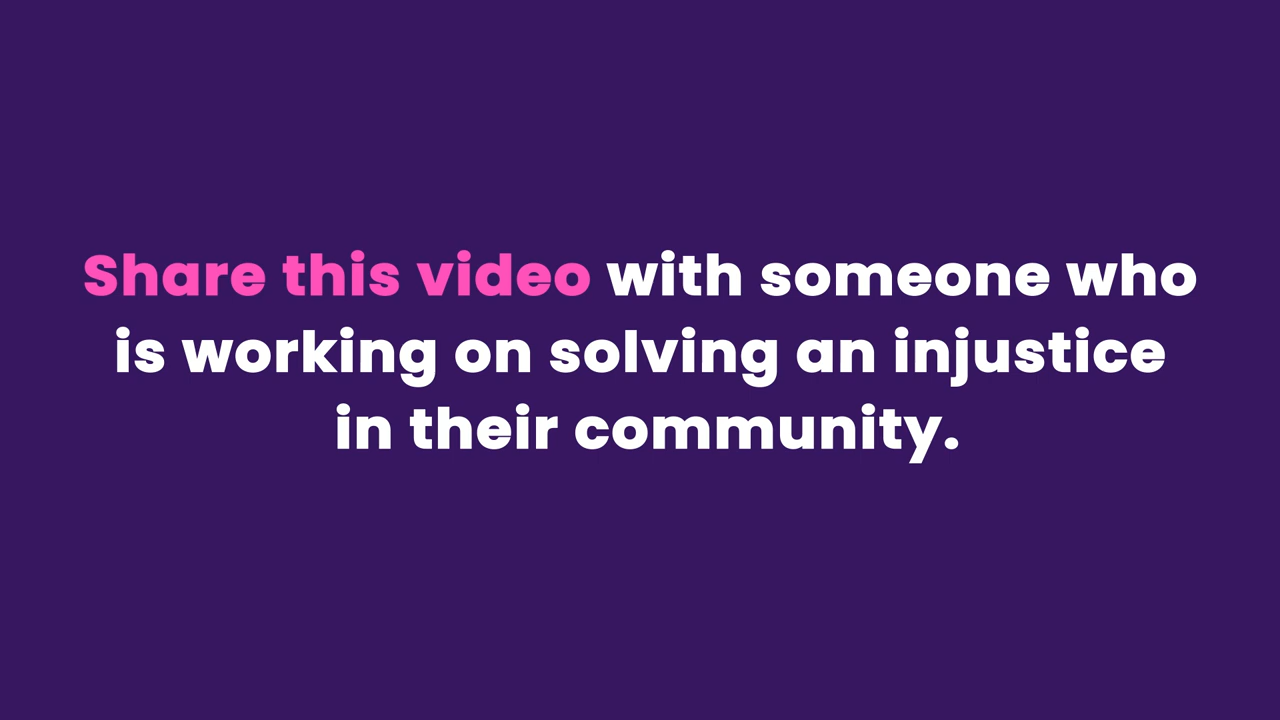 Share this video with someone who
is working on solving an injustice
in their community.